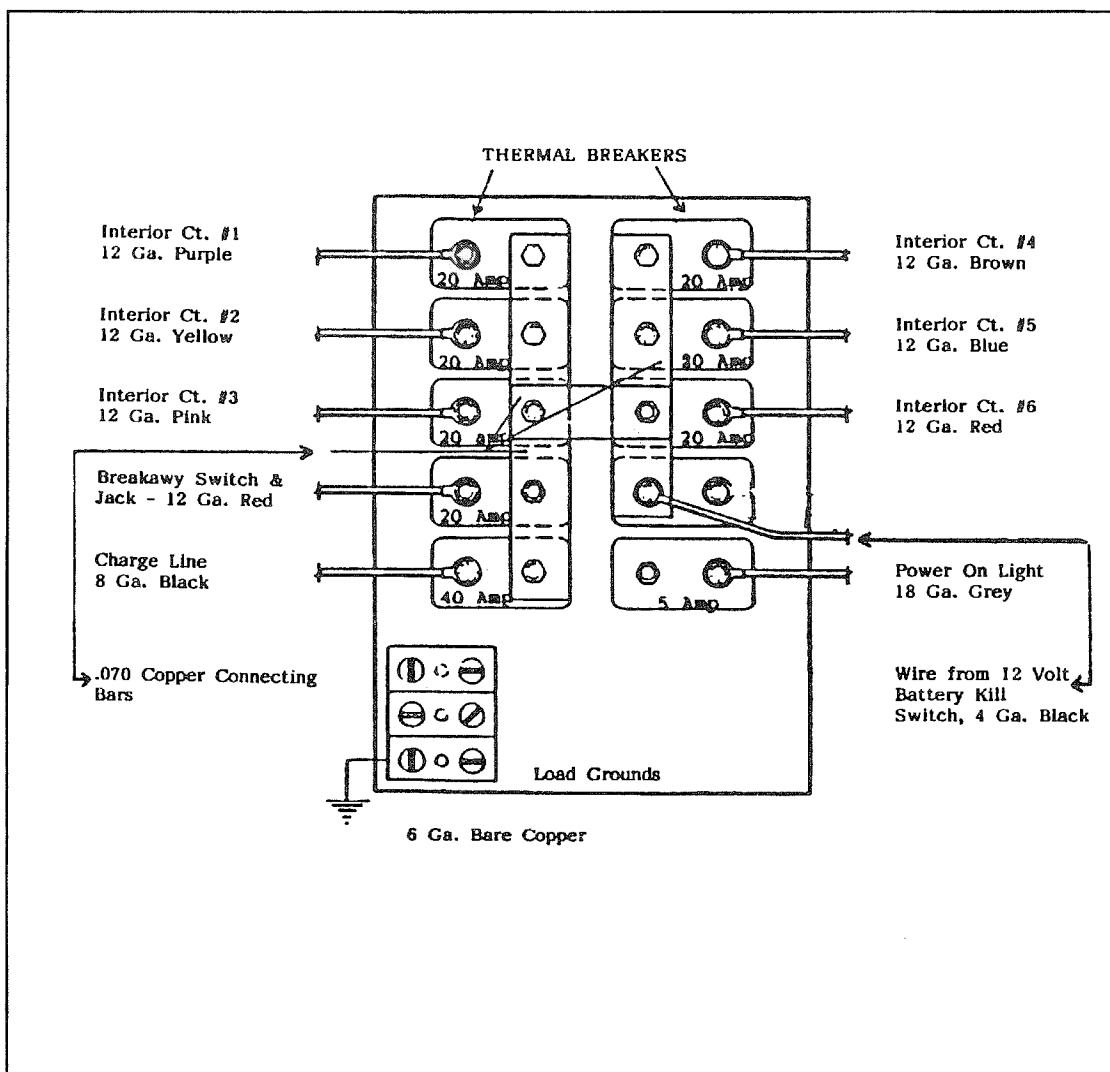 THERMAL BREAKERS
Interior Ct. #1
12 Ga. Purple
20 Amp
Interior Ct. #2
12 Ga. Yellow
20 Amp
Interior Ct. #3
12 Ga. Pink
20 amp
Breakawy Switch &
Jack - 12 Ga. Red
20 Amp
Charge Line
8 Ga. Black
40 Amp
.070 Copper Connecting
Bars
Interior Ct. #4
12 Ga. Brown
20 Amp
Interior Ct. #5
12 Ga. Blue
20 Amp
Interior Ct. #6
12 Ga. Red
20 Amp
Power On Light
18 Ga. Grey
5 Amp
Wire from 12 Volt
Battery Kill
Switch, 4 Ga. Black
Load Grounds
6 Ga. Bare Copper